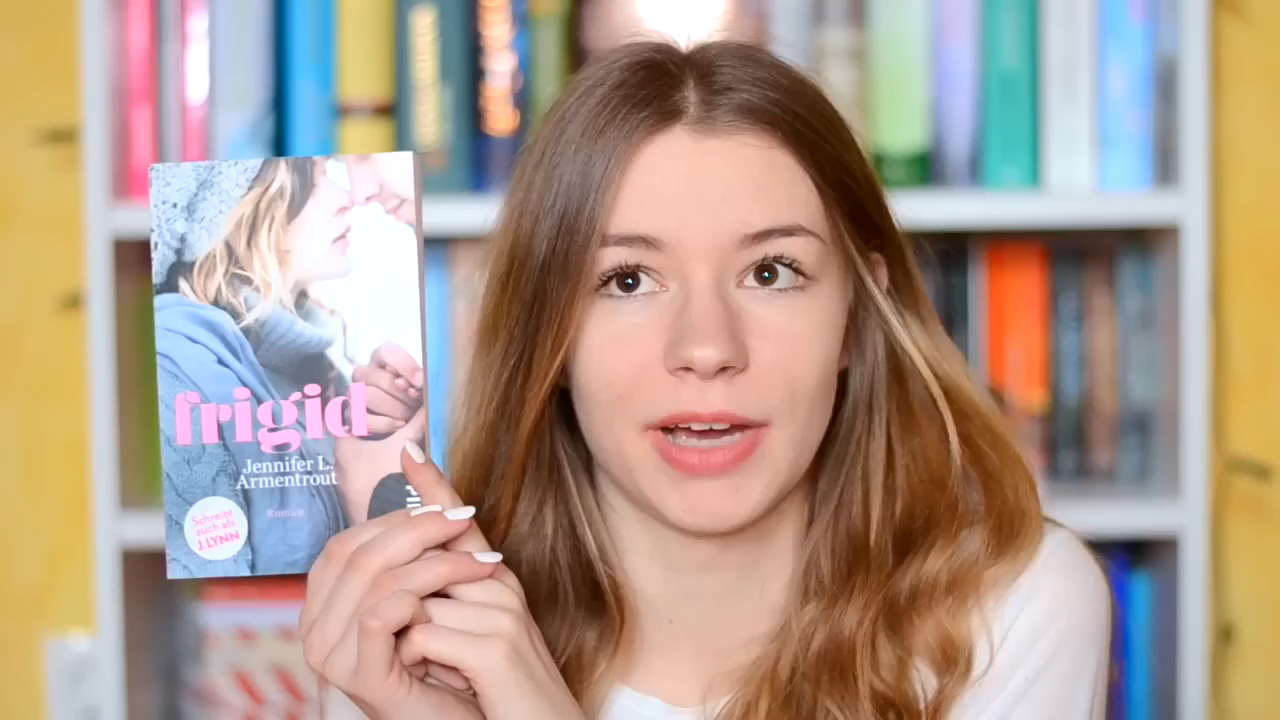 frigid
Jennifer L.
Armentrout
Roman
Schreibt
auch als
J. LYNN